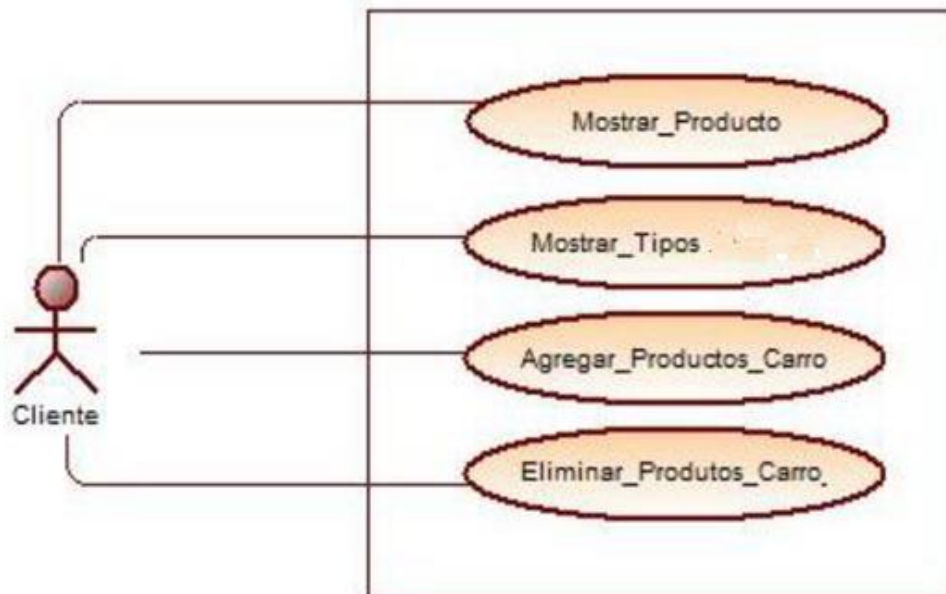 Mostrar_Producto
Mostrar_Tipos
Agregar_Productos_Carro
Cliente
Eliminar_Produtos_Carro